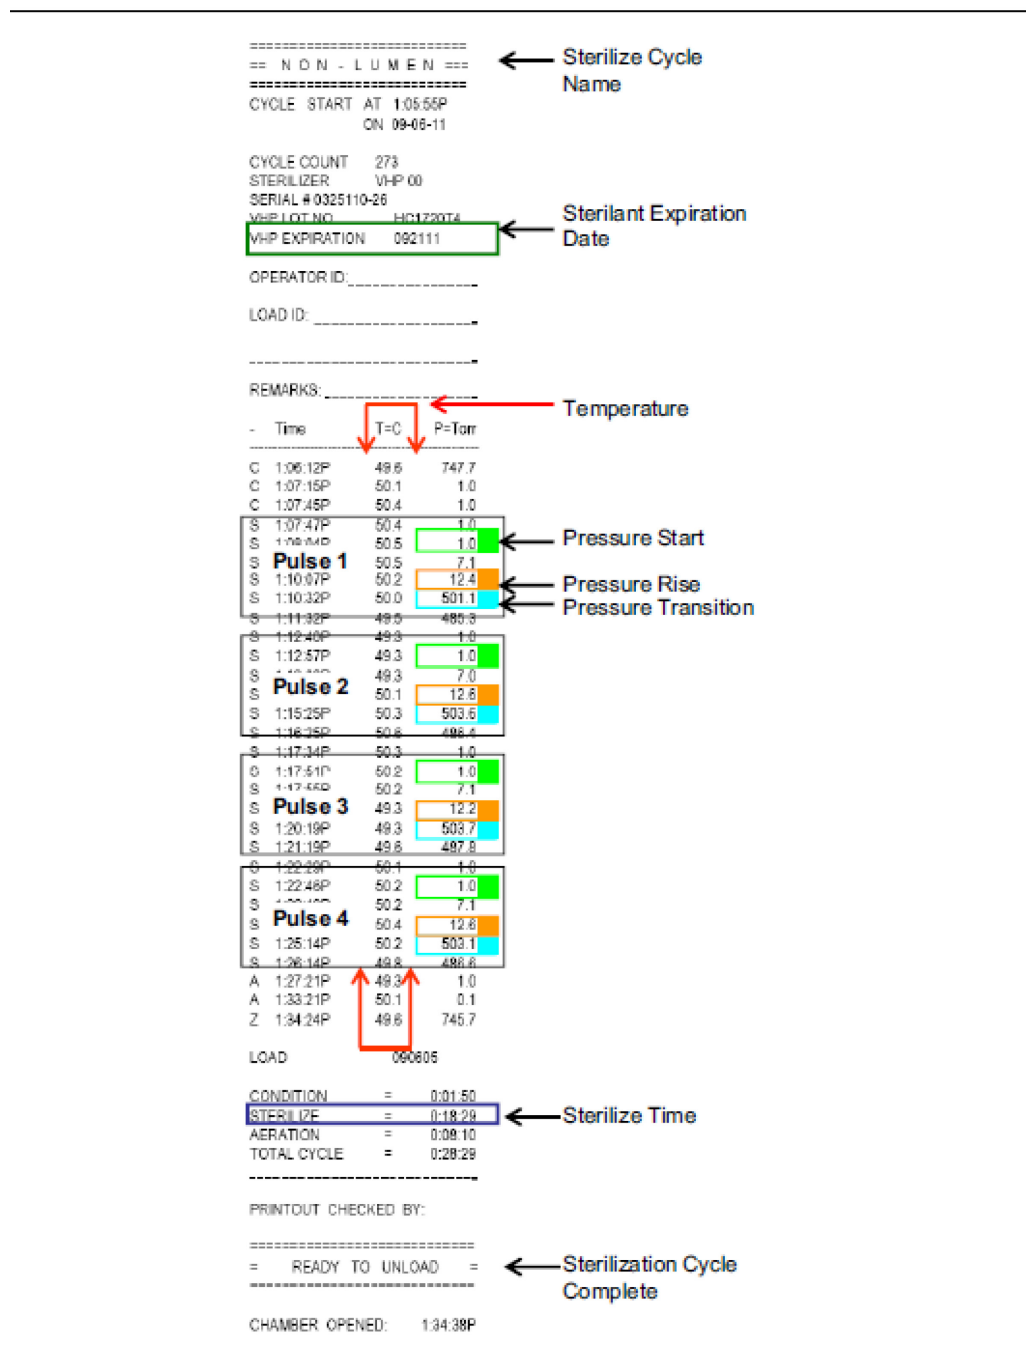 ===========================
== N O N - L U M E N ===
===========================
Sterilize Cycle
Name
CYCLE START AT 1:05:55P
ON 09-06-11
CYCLE COUNT 273
STERILIZER VHP 00
SERIAL # 0325110-26
VHP LOT NO HC1720T4
VHP EXPIRATION 092111
Sterilant Expiration
Date
OPERATOR ID:
LOAD ID:
REMARKS:
Temperature
- Time T=C P=Torr
C 1:06:12P 49.6 747.7
C 1:07:15P 50.1 1.0
C 1:07:45P 50.4 1.0
S 1:07:47P 50.4 1.0
S 50.5 1.0 Pressure Start
S Pulse 1 50.5 7.1
S 1:10:07P 50.2 12.4 Pressure Rise
S 1:10:32P 50.0 501.1 Pressure Transition
S 1:11:32P 49.5 485.3
S 1:12:40P 49.3 1.0
S 1:12:57P 49.3 1.0
S 49.3 7.0
S Pulse 2 50.1 12.6
S 1:15:25P 50.3 503.6
S 1:16:25P 50.6 486.4
S 1:17:34P 50.3 1.0
S 1:17:51P 50.2 1.0
S 50.2 7.1
S Pulse 3 49.3 12.2
S 1:20:19P 49.3 503.7
S 1:21:19P 49.6 487.8
S 1:22:29P 50.1 1.0
S 1:22:46P 50.2 1.0
S 50.2 7.1
S Pulse 4 50.4 12.6
S 1:25:14P 50.2 503.1
S 1:26:14P 49.8 486.6
A 1:27:21P 49.3 1.0
A 1:33:21P 50.1 0.1
Z 1:34:24P 49.6 745.7
LOAD 090605
CONDITION = 0:01:50
STERILIZE = 0:18:29 Sterilize Time
AERATION = 0:08:10
TOTAL CYCLE = 0:28:29
PRINTOUT CHECKED BY:
===========================
= READY TO UNLOAD =
===========================
Sterilization Cycle
Complete
CHAMBER OPENED: 1:34:38P